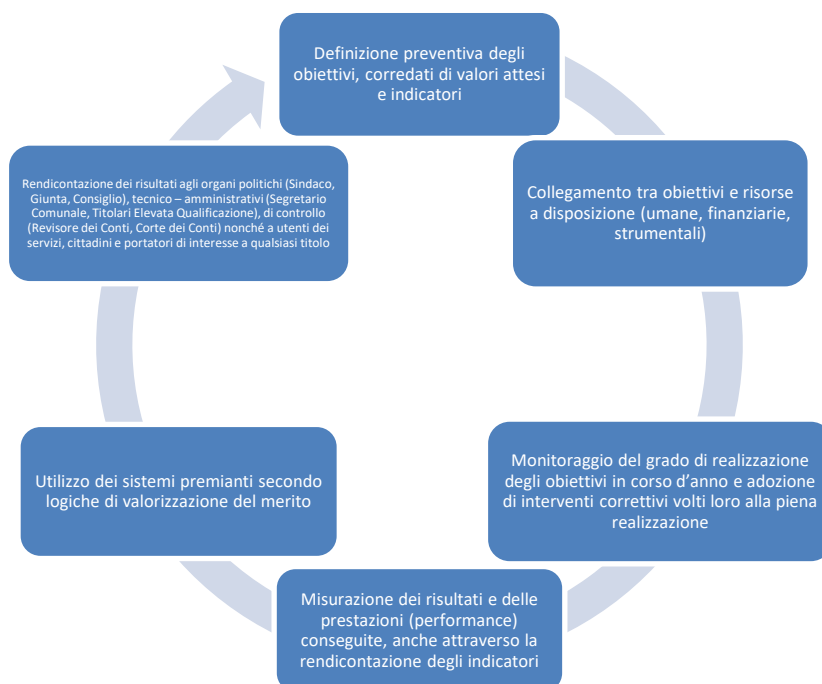 Definizione preventiva degli
obiettivi, corredati di valori attesi
e indicatori
Collegamento tra obiettivi e risorse
a disposizione (umane, finanziarie,
strumentali)
Monitoraggio del grado di realizzazione
degli obiettivi in corso d’anno e adozione
di interventi correttivi volti loro alla piena
realizzazione
Misurazione dei risultati e delle
prestazioni (performance)
conseguite, anche attraverso la
rendicontazione degli indicatori
Utilizzo dei sistemi premianti secondo
logiche di valorizzazione del merito
Rendicontazione dei risultati agli organi politici (Sindaco,
Giunta, Consiglio), tecnico – amministrativi (Segretario
Comunale, Titolari Elevata Qualificazione), di controllo
(Revisore dei Conti, Corte dei Conti) nonché a utenti dei
servizi, cittadini e portatori di interesse a qualsiasi titolo